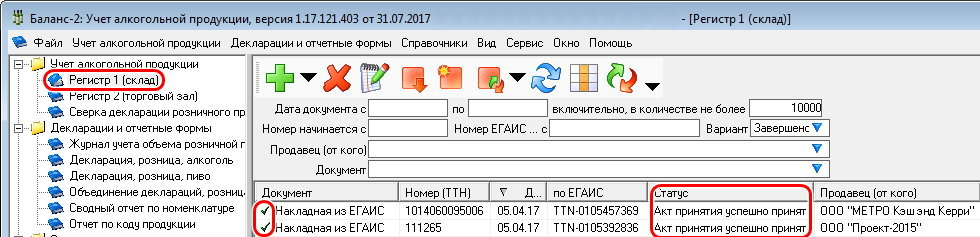 Баланс-2: Учет алкогольной продукции, версия 1.17.121.403 от 31.07.2017 - [Регистр 1 (склад)]
Файл Учет алкогольной продукции Декларации и отчетные формы Справочники Вид Сервис Окно Помощь
Учет алкогольной продукции
Регистр 1 (склад)
Регистр 2 (торговый зал)
Сверка декларации розничного пр
Декларации и отчетные формы
Журнал учета объема розничной г
Декларация, розница, алкоголь
Декларация, розница, пиво
Объединение деклараций, розница
Сводный отчет по номенклатуре
Отчет по коду продукции
Дата документа с по включительно, в количестве не более 10000
Номер начинается с Номер ЕГАИС ... с Вариант Завершенс
Продавец (от кого)
Документ
Документ Номер (ТТН) Д... по ЕГАИС Статус Продавец (от кого)
Накладная из ЕГАИС 1014060095006 05.04.17 TTN-0105457369 Акт принятия успешно принят ООО "МЕТРО Кэш энд Керри"
Накладная из ЕГАИС 111265 05.04.17 TTN-0105392836 Акт принятия успешно принят ООО "Проект-2015"